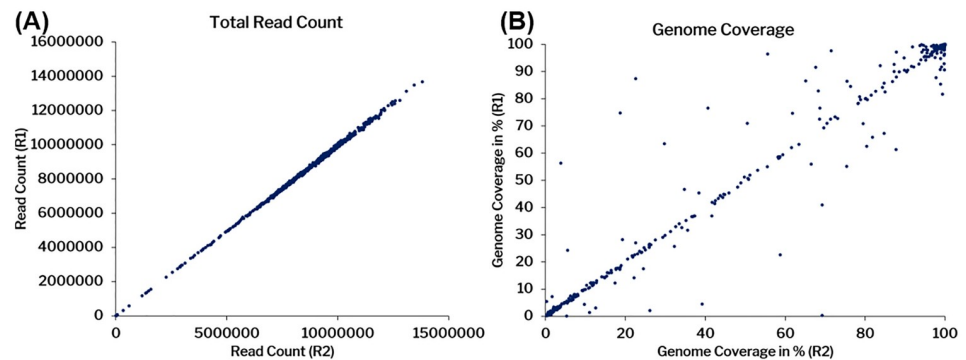 (A)
Total Read Count
16000000
14000000
12000000
10000000
8000000
6000000
4000000
2000000
0
Read Count (R1)
0 5000000 10000000 15000000
Read Count (R2)
(B)
Genome Coverage
100
90
80
70
60
50
40
30
20
10
0
Genome Coverage in % (R1)
0 20 40 60 80 100
Genome Coverage in % (R2)